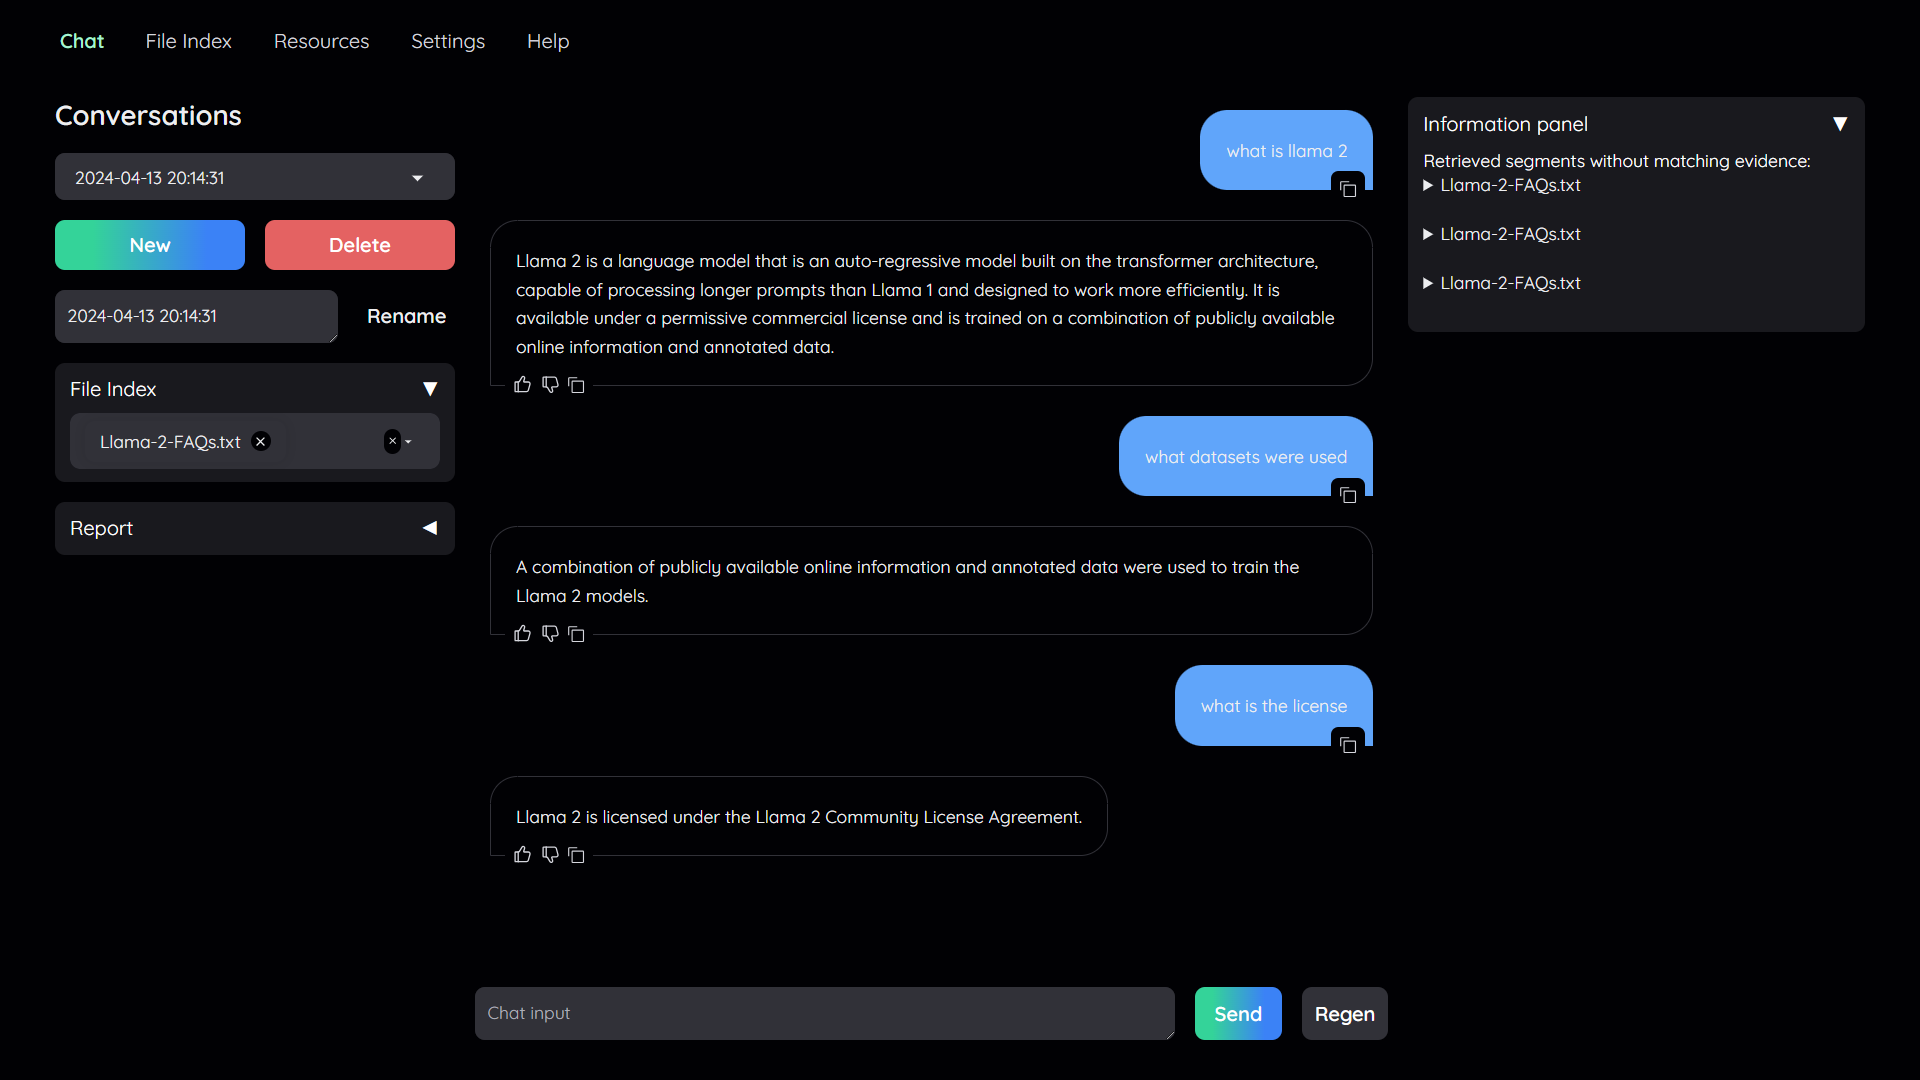 Chat File Index Resources Settings Help
Conversations
2024-04-13 20:14:31
New Delete
2024-04-13 20:14:31 Rename
File Index
Llama-2-FAQs.txt
Report
what is llama 2
Llama 2 is a language model that is an auto-regressive model built on the transformer architecture,
capable of processing longer prompts than Llama 1 and designed to work more efficiently. It is
available under a permissive commercial license and is trained on a combination of publicly available
online information and annotated data.
what datasets were used
A combination of publicly available online information and annotated data were used to train the
Llama 2 models.
what is the license
Llama 2 is licensed under the Llama 2 Community License Agreement.
Chat input
Send Regen
Information panel
Retrieved segments without matching evidence:
Llama-2-FAQs.txt
Llama-2-FAQs.txt
Llama-2-FAQs.txt